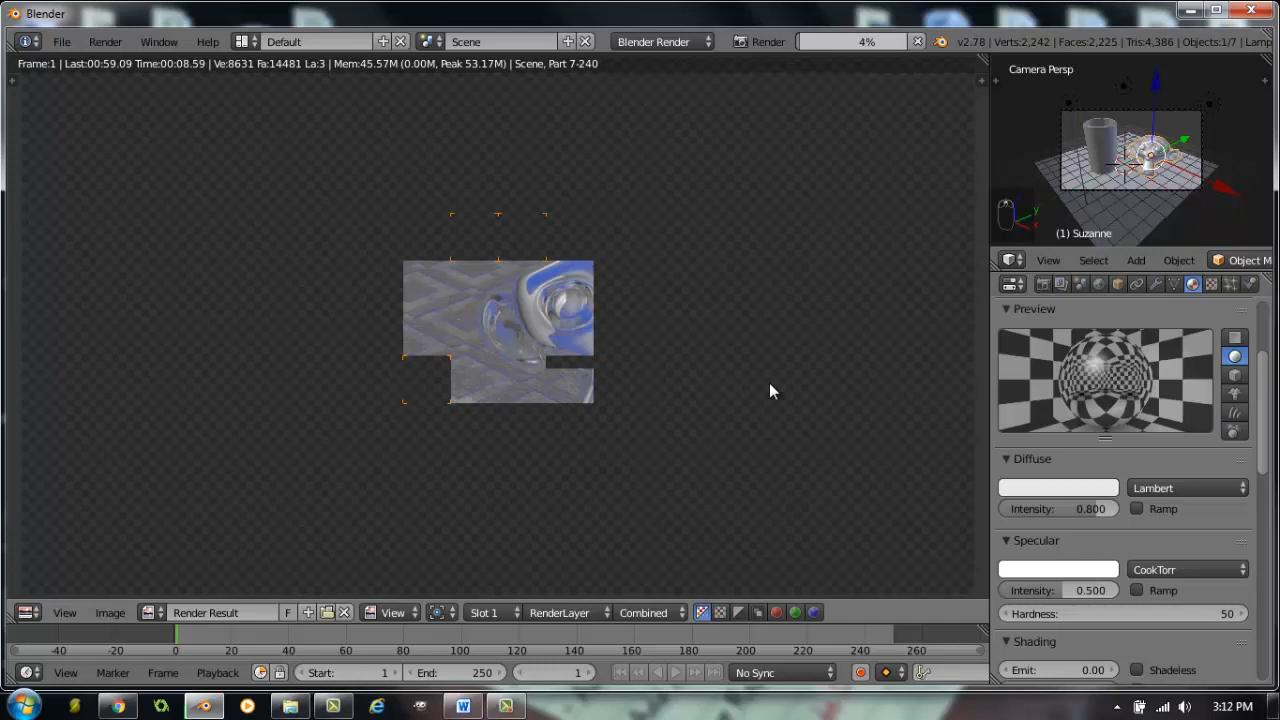 Blender
File Render Window Help Default Scene Blender Render Render 4% v2.78 | Verts:2,242 | Faces:2,225 | Tris:4,386 | Objects:1/7 | Lamp
Frame:1 | Last:00:59.09 Time:00:08.59 | Ve:8631 Fa:14481 La:3 | Mem:45.57M (0.00M, Peak 53.17M) | Scene, Part 7-240
Camera Persp
(1) Suzanne
View Select Add Object Object M
Preview
Diffuse
Lambert
Intensity: 0.800 Ramp
Specular
CookTorr
Intensity: 0.500 Ramp
Hardness: 50
Shading
Emit: 0.00 Shadeless
View Image Render Result F View Slot 1 RenderLayer Combined
-40 -20 0 20 40 60 80 100 120 140 160 180 200 220 240 260
View Marker Frame Playback Start: 1 End: 250 1 No Sync
3:12 PM